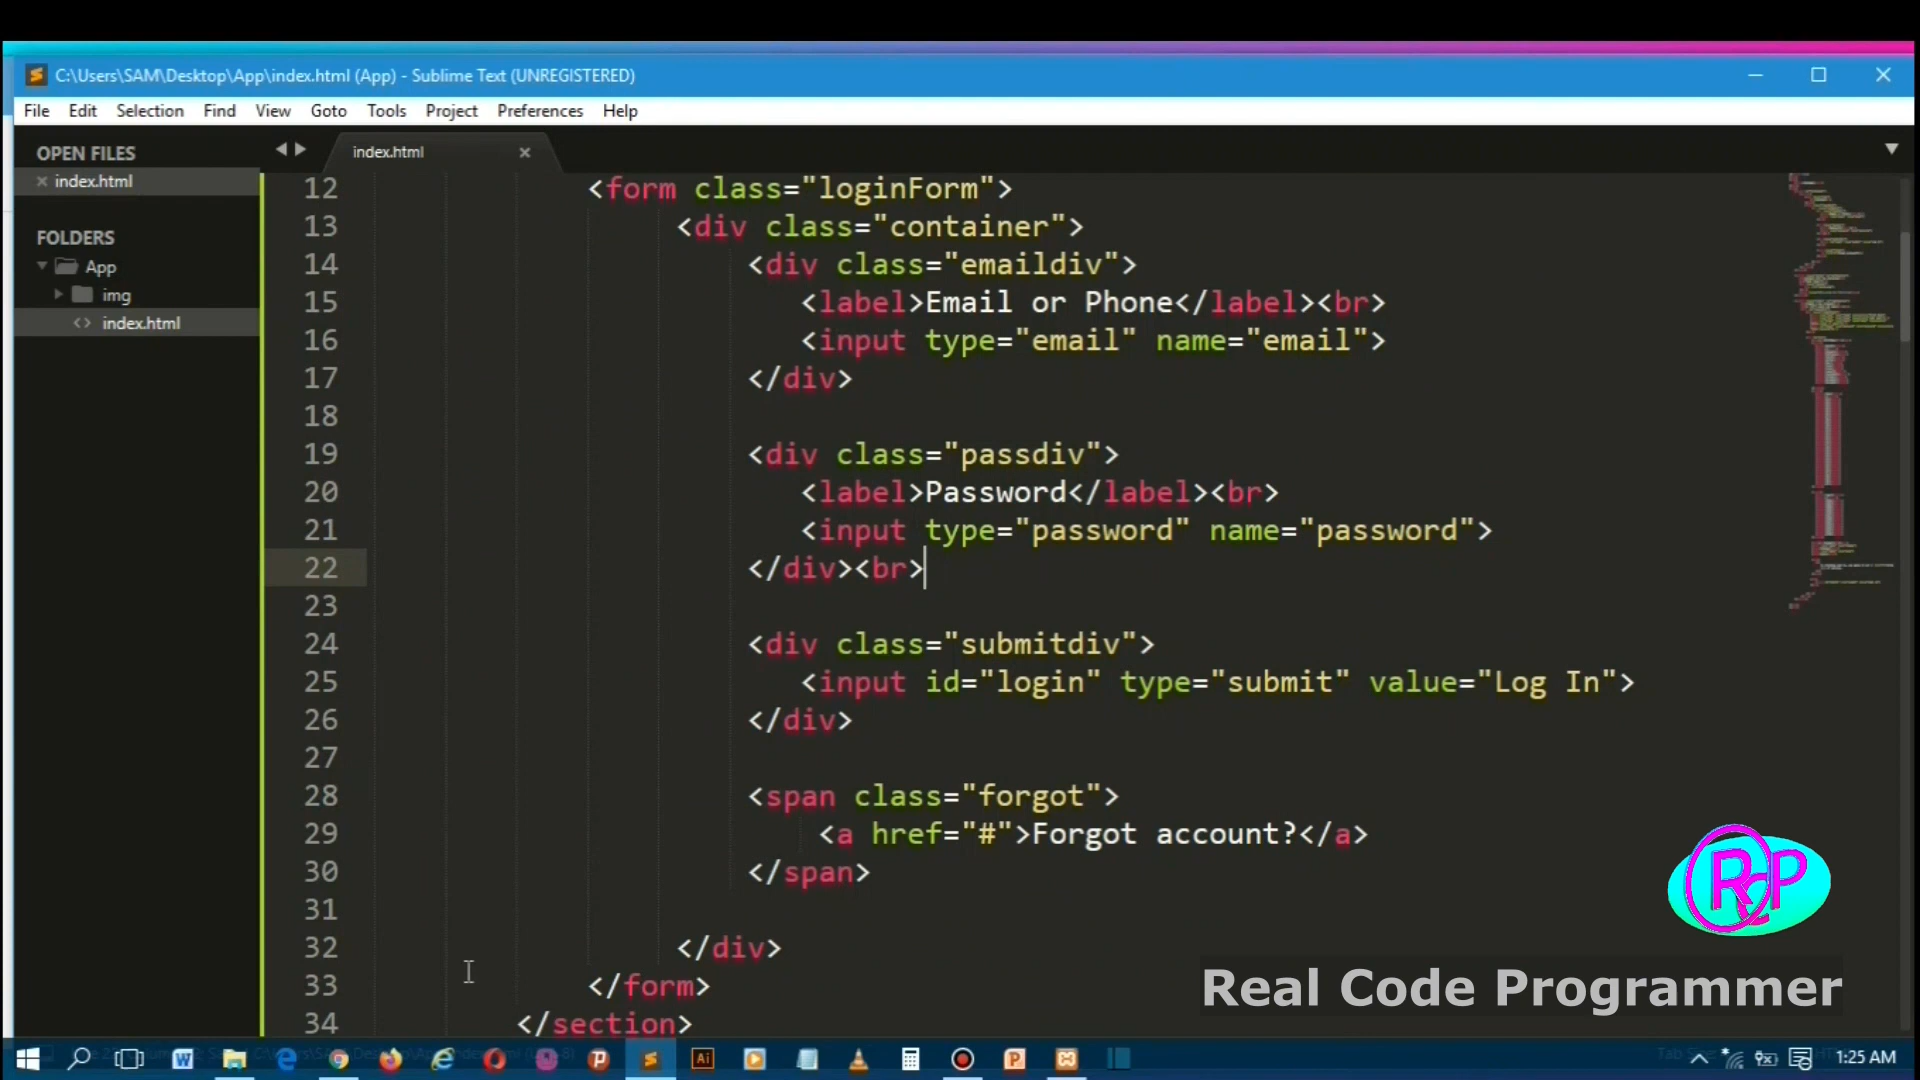 C:\Users\SAM\Desktop\App\index.html (App) - Sublime Text (UNREGISTERED)
File Edit Selection Find View Goto Tools Project Preferences Help
OPEN FILES
index.html
FOLDERS
App
img
index.html
index.html
12 <form class="loginForm">
13 <div class="container">
14 <div class="emaildiv">
15 <label>Email or Phone</label><br>
16 <input type="email" name="email">
17 </div>
18
19 <div class="passdiv">
20 <label>Password</label><br>
21 <input type="password" name="password">
22 </div><br>
23
24 <div class="submitdiv">
25 <input id="login" type="submit" value="Log In">
26 </div>
27
28 <span class="forgot">
29 <a href="#">Forgot account?</a>
30 </span>
31
32 </div>
33 </form>
34 </section>
RcP
Real Code Programmer
1:25 AM